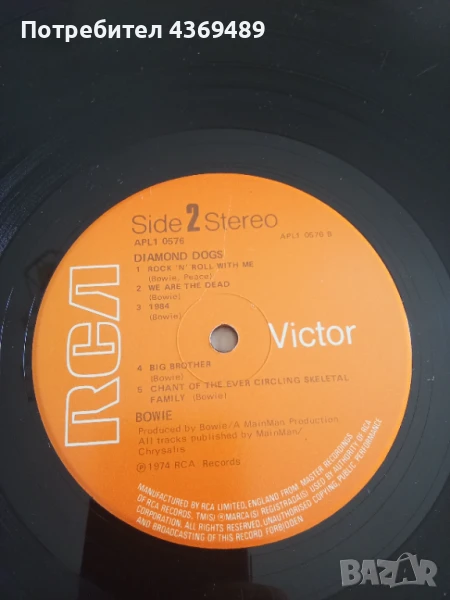 Потребител 4369489
Side 2 Stereo
APL1 0576
APL1 0576 B
DIAMOND DOGS
1 ROCK 'N' ROLL WITH ME
(Bowie, Peace)
2 WE ARE THE DEAD
(Bowie)
3 1984
(Bowie)
RCA
Victor
4 BIG BROTHER
(Bowie)
5 CHANT OF THE EVER CIRCLING SKELETAL
FAMILY (Bowie)
BOWIE
Produced by Bowie/A MainMan Production
All tracks published by MainMan/
Chrysalis
Ⓟ 1974 RCA Records
MANUFACTURED BY RCA LIMITED, ENGLAND FROM MASTER RECORDINGS
OF RCA RECORDS, TM(S) ® MARCA(S) REGISTRADA(S) USED BY AUTHORITY OF RCA
CORPORATION. ALL RIGHTS RESERVED. UNAUTHORISED COPYING, PUBLIC PERFORMANCE
AND BROADCASTING OF THIS RECORD FORBIDDEN
BAZAR